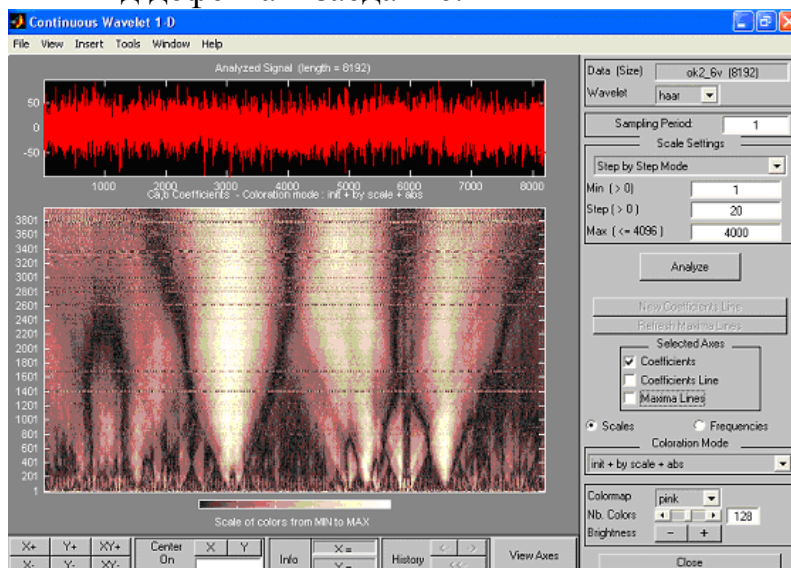 Continuous Wavelet 1-D
File View Insert Tools Window Help
Analyzed Signal (length = 8192)
50
0
-50
1000 2000 3000 4000 5000 6000 7000 8000
Ca,b Coefficients - Coloration mode : init + by scale + abs
3801
3601
3401
3201
3001
2801
2601
2401
2201
2001
1801
1601
1401
1201
1001
801
601
401
201
1
Scale of colors from MIN to MAX
X+ Y+ XY+
X- Y- XY-
Center On X Y
Info X =
Y =
History <- ->
<<-
View Axes
Data (Size) ok2_6v (8192)
Wavelet haar
Sampling Period: 1
Scale Settings
Step by Step Mode
Min ( > 0 ) 1
Step ( > 0 ) 20
Max ( <= 4096 ) 4000
Analyze
New Coefficients Line
Refresh Maxima Lines
Selected Axes
Coefficients
Coefficients Line
Maxima Lines
Scales Frequencies
Coloration Mode
init + by scale + abs
Colormap pink
Nb. Colors 128
Brightness - +
Close